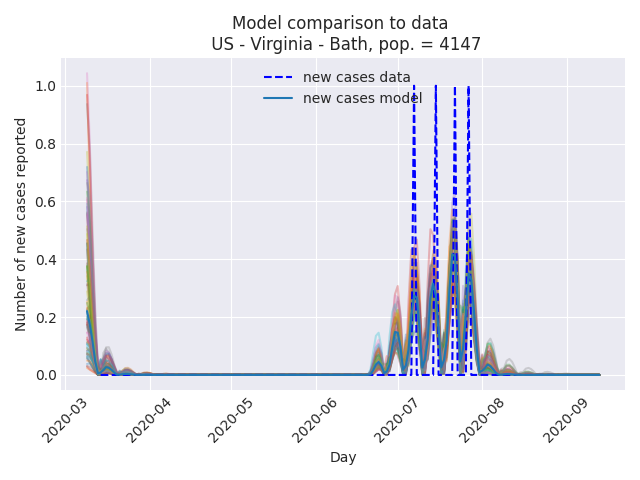 Model comparison to data
US - Virginia - Bath, pop. = 4147
new cases data
new cases model
Number of new cases reported
1.0
0.8
0.6
0.4
0.2
0.0
2020-03
2020-04
2020-05
2020-06
2020-07
2020-08
2020-09
Day